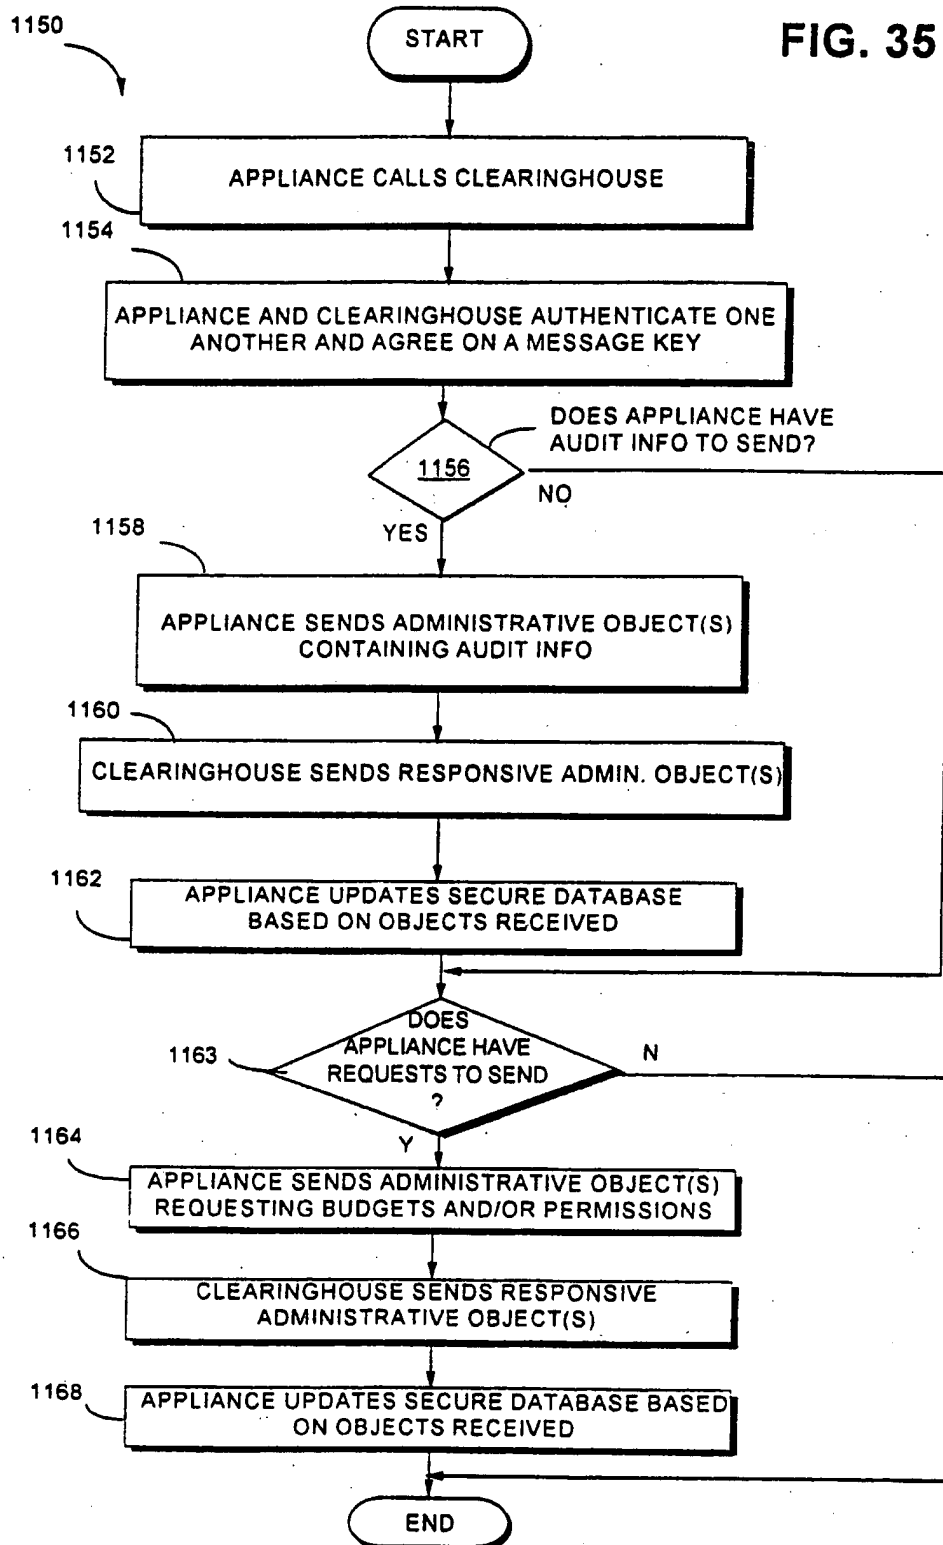 1150
START
FIG. 35
1152
APPLIANCE CALLS CLEARINGHOUSE
1154
APPLIANCE AND CLEARINGHOUSE AUTHENTICATE ONE
ANOTHER AND AGREE ON A MESSAGE KEY
DOES APPLIANCE HAVE
AUDIT INFO TO SEND?
1156
NO
YES
1158
APPLIANCE SENDS ADMINISTRATIVE OBJECT(S)
CONTAINING AUDIT INFO
1160
CLEARINGHOUSE SENDS RESPONSIVE ADMIN. OBJECT(S)
1162
APPLIANCE UPDATES SECURE DATABASE
BASED ON OBJECTS RECEIVED
DOES
APPLIANCE HAVE
REQUESTS TO SEND
?
1163
N
Y
1164
APPLIANCE SENDS ADMINISTRATIVE OBJECT(S)
REQUESTING BUDGETS AND/OR PERMISSIONS
1166
CLEARINGHOUSE SENDS RESPONSIVE
ADMINISTRATIVE OBJECT(S)
1168
APPLIANCE UPDATES SECURE DATABASE BASED
ON OBJECTS RECEIVED
END